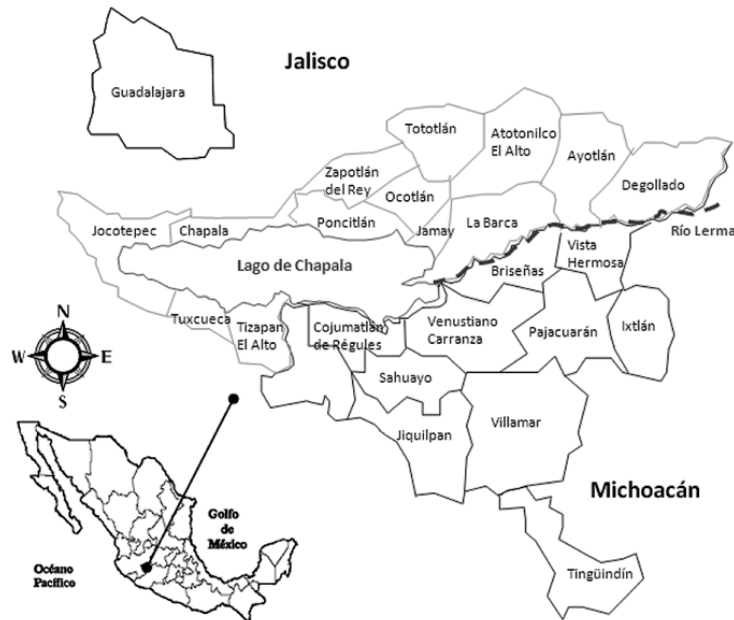 Jalisco
Guadalajara
Tototlán
Atotonilco
El Alto
Ayotlán
Zapotlán
del Rey
Ocotlán
Degollado
Jocotepec
Chapala
Poncitlán
Jamay
La Barca
Río Lerma
Lago de Chapala
Vista
Hermosa
Briseñas
Tuxcueca
Tizapan
El Alto
Cojumatlán
de Régules
Venustiano
Carranza
Pajacuarán
Ixtlán
Sahuayo
Jiquilpan
Villamar
Michoacán
Tingüindín
N
W
E
S
Golfo
de
México
Océano
Pacífico